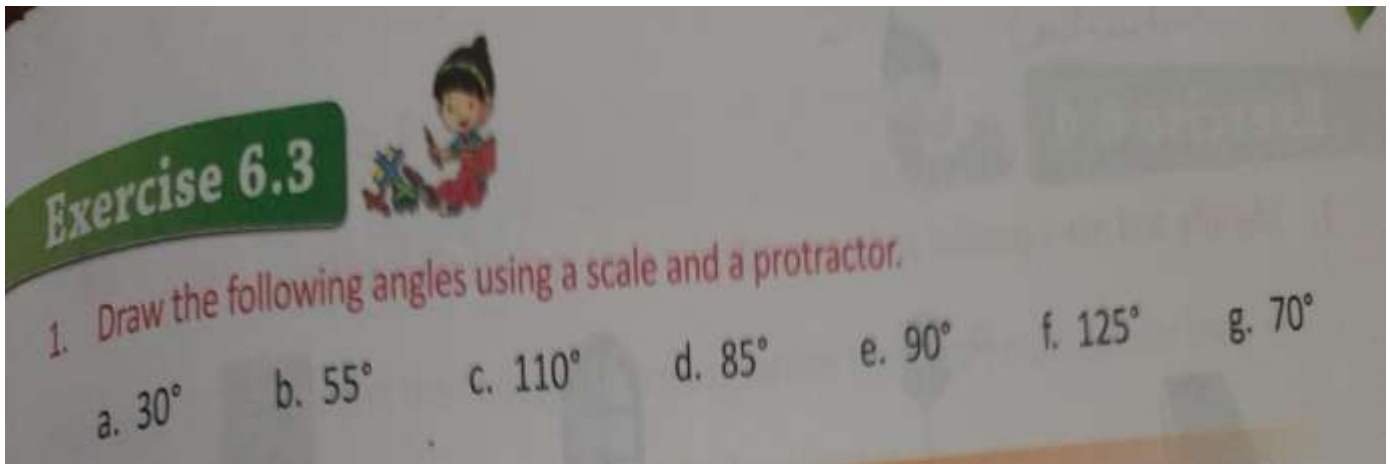 Exercise 6.3
1. Draw the following angles using a scale and a protractor.
a. 30° b. 55° c. 110° d. 85° e. 90° f. 125° g. 70°